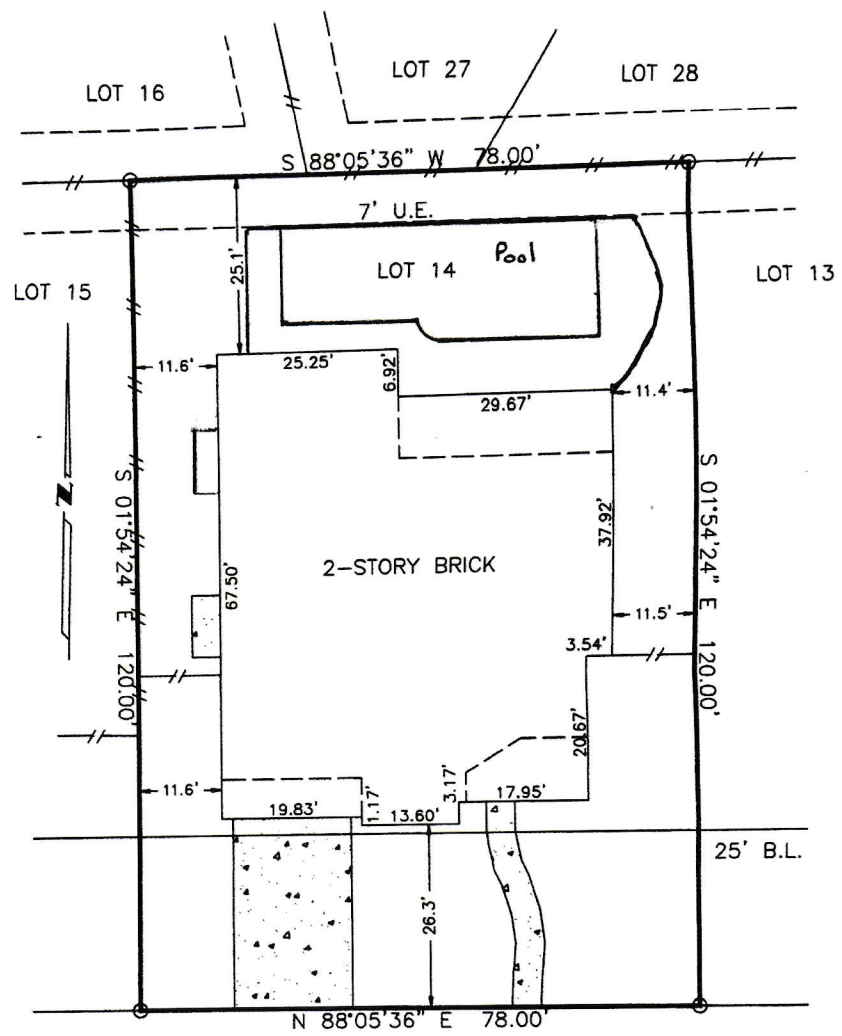 LOT 16
LOT 27
LOT 28
S 88°05'36" W 78.00'
7' U.E.
25.1'
Pool
LOT 14
LOT 15
LOT 13
11.6'
25.25'
6.92'
29.67'
11.4'
N
S 01°54'24" E 120.00'
67.50'
2-STORY BRICK
37.92'
S 01°54'24" E 120.00'
11.5'
3.54'
20.67'
11.6'
19.83'
1.17'
13.60'
3.17'
17.95'
25' B.L.
26.3'
N 88°05'36" E 78.00'